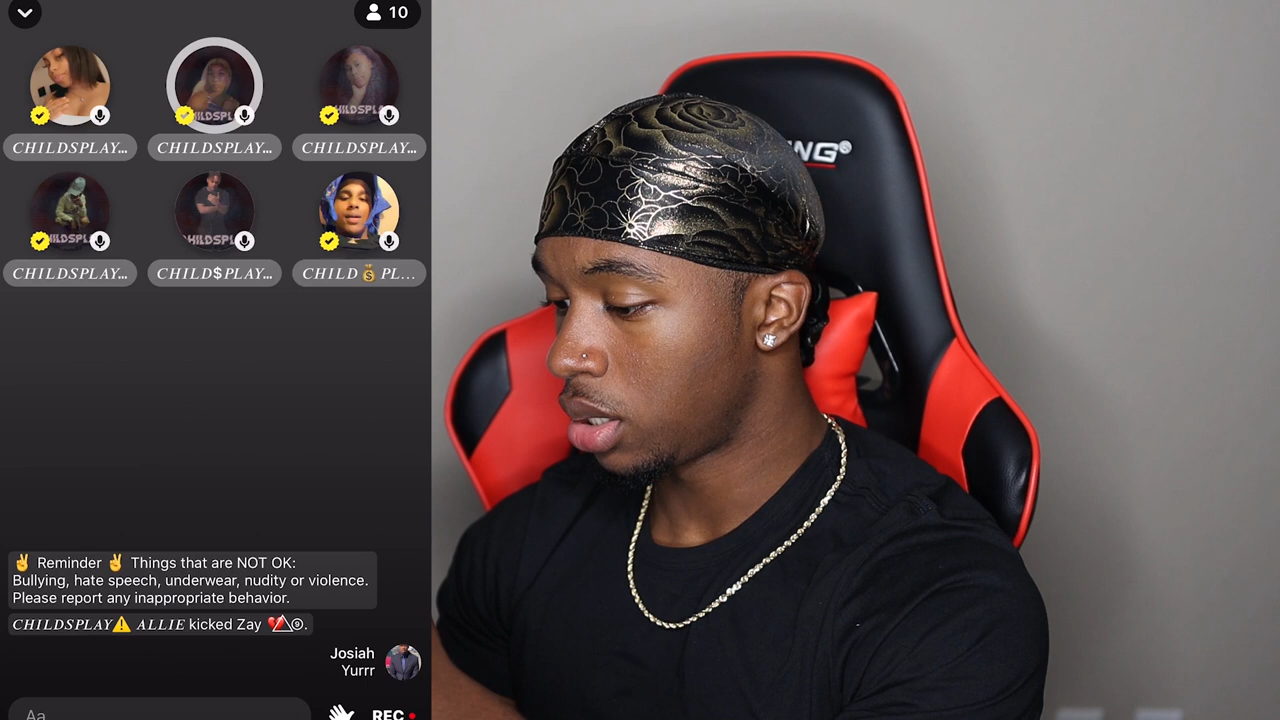 10
CHILDSPLAY... CHILDSPLAY... CHILDSPLAY...
CHILDSPLAY... CHILD$PLAY... CHILD💰PL...
✌️ Reminder ✌️ Things that are NOT OK:
Bullying, hate speech, underwear, nudity or violence.
Please report any inappropriate behavior.
CHILDSPLAY⚠️ ALLIE kicked Zay
Josiah
Yurrr
Aa
REC